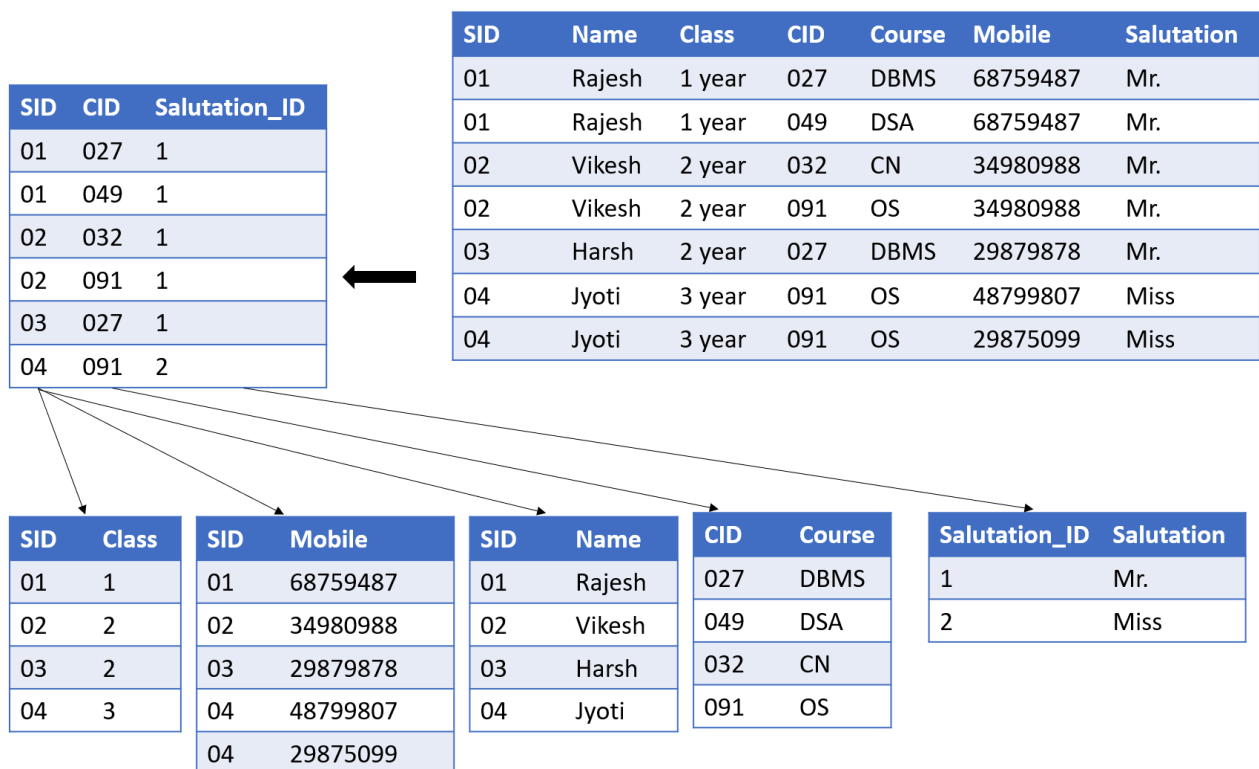 SID Name Class CID Course Mobile Salutation
01 Rajesh 1 year 027 DBMS 68759487 Mr.
01 Rajesh 1 year 049 DSA 68759487 Mr.
02 Vikesh 2 year 032 CN 34980988 Mr.
02 Vikesh 2 year 091 OS 34980988 Mr.
03 Harsh 2 year 027 DBMS 29879878 Mr.
04 Jyoti 3 year 091 OS 48799807 Miss
04 Jyoti 3 year 091 OS 29875099 Miss
SID CID Salutation_ID
01 027 1
01 049 1
02 032 1
02 091 1
03 027 1
04 091 2
SID Class
01 1
02 2
03 2
04 3
SID Mobile
01 68759487
02 34980988
03 29879878
04 48799807
04 29875099
SID Name
01 Rajesh
02 Vikesh
03 Harsh
04 Jyoti
CID Course
027 DBMS
049 DSA
032 CN
091 OS
Salutation_ID Salutation
1 Mr.
2 Miss